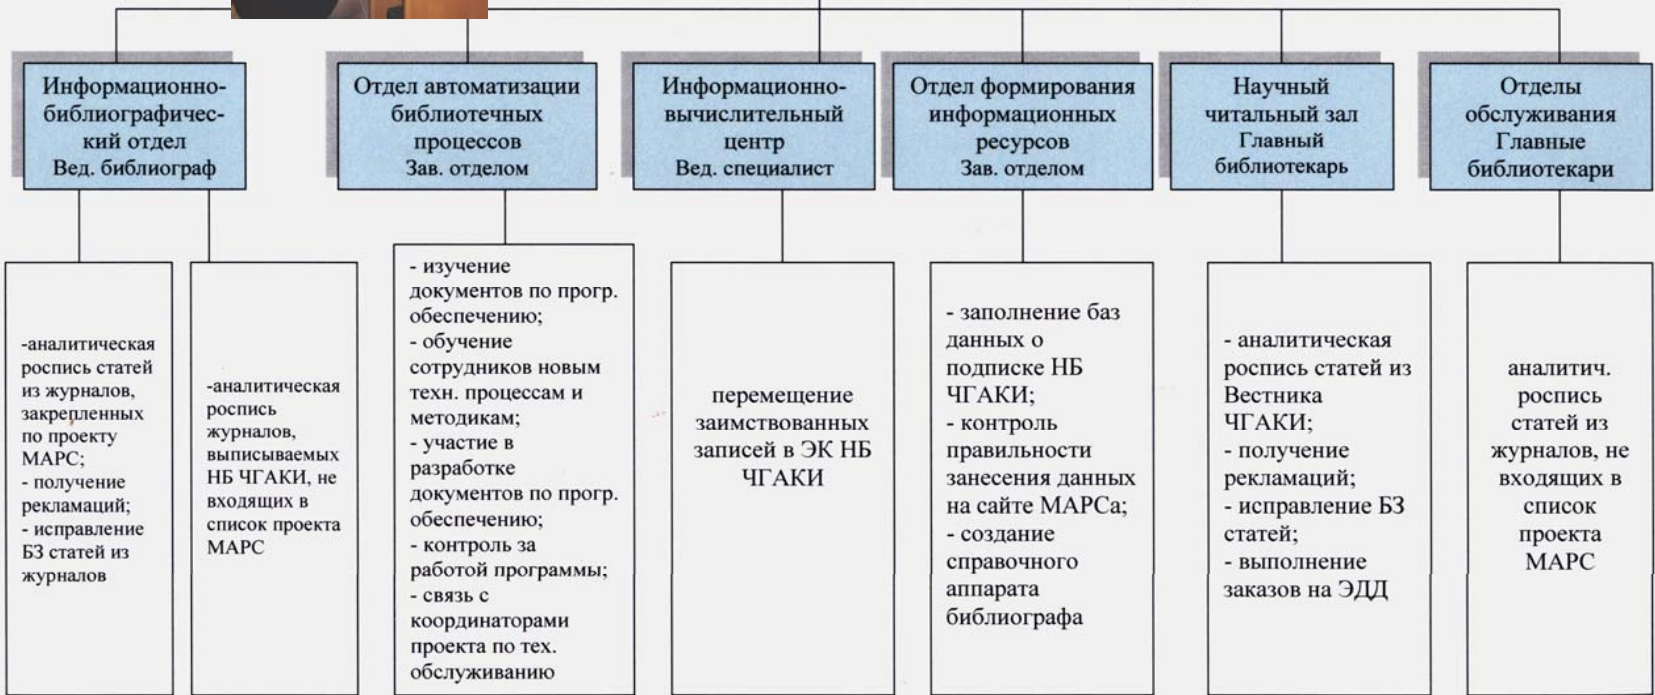 Информационно-
библиографичес-
кий отдел
Вед. библиограф
Отдел автоматизации
библиотечных
процессов
Зав. отделом
Информационно-
вычислительный
центр
Вед. специалист
Отдел формирования
информационных
ресурсов
Зав. отделом
Научный
читальный зал
Главный
библиотекарь
Отделы
обслуживания
Главные
библиотекари
-аналитическая
роспись статей
из журналов,
закрепленных
по проекту
МАРС;
- получение
рекламаций;
- исправление
БЗ статей из
журналов
-аналитическая
роспись
журналов,
выписываемых
НБ ЧГАКИ, не
входящих в
список проекта
МАРС
- изучение
документов по прогр.
обеспечению;
- обучение
сотрудников новым
техн. процессам и
методикам;
- участие в
разработке
документов по прогр.
обеспечению;
- контроль за
работой программы;
- связь с
координаторами
проекта по тех.
обслуживанию
перемещение
заимствованных
записей в ЭК НБ
ЧГАКИ
- заполнение баз
данных о
подписке НБ
ЧГАКИ;
- контроль
правильности
занесения данных
на сайте МАРСа;
- создание
справочного
аппарата
библиографа
- аналитическая
роспись статей из
Вестника
ЧГАКИ;
- получение
рекламаций;
- исправление БЗ
статей;
- выполнение
заказов на ЭДД
аналитич.
роспись
статей из
журналов, не
входящих в
список
проекта
МАРС